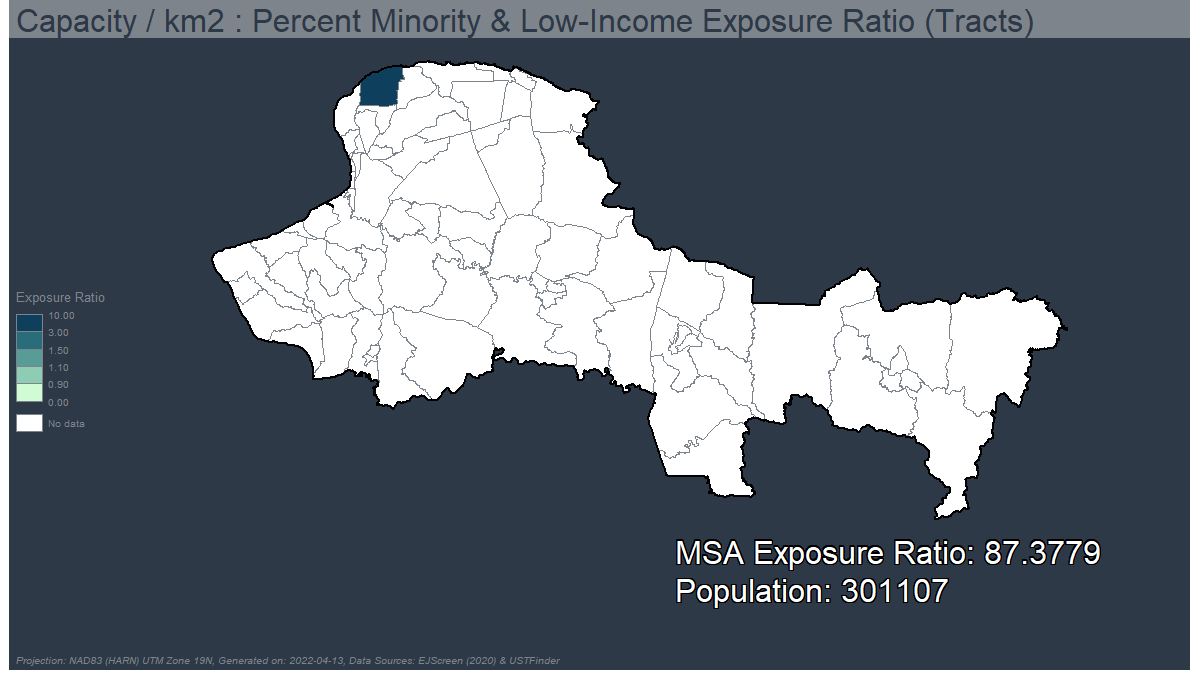 Capacity / km2 : Percent Minority & Low-Income Exposure Ratio (Tracts)
Exposure Ratio
10.00
3.00
1.50
1.10
0.90
0.00
No data
MSA Exposure Ratio: 87.3779
Population: 301107
Projection: NAD83 (HARN) UTM Zone 19N, Generated on: 2022-04-13, Data Sources: EJScreen (2020) & USTFinder